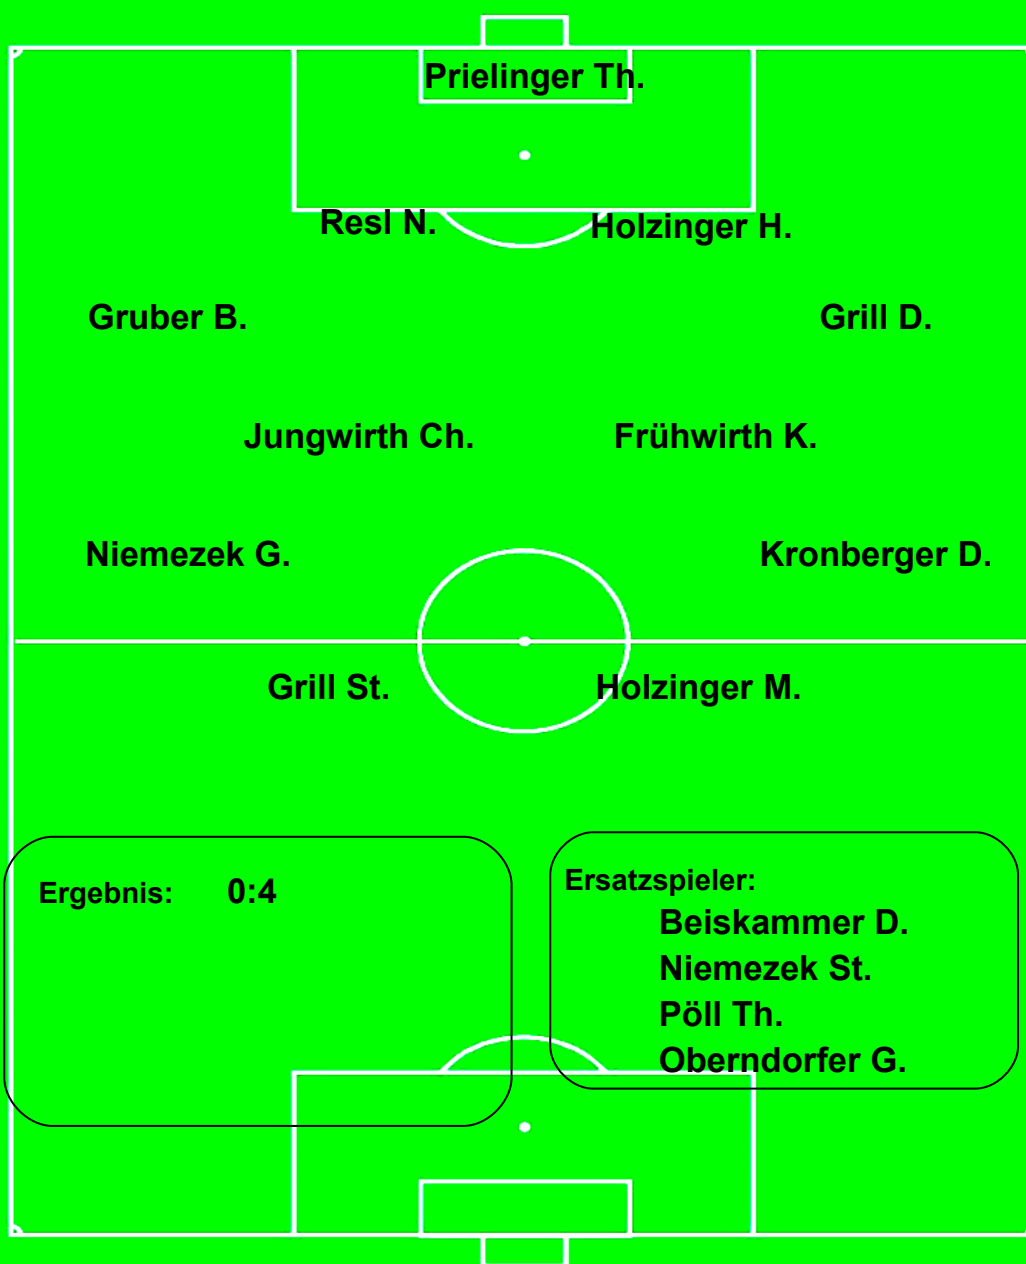 Prielinger Th.
Resl N. Holzinger H.
Gruber B. Grill D.
Jungwirth Ch. Frühwirth K.
Niemezek G. Kronberger D.
Grill St. Holzinger M.
Ergebnis: 0:4
Ersatzspieler:
Beiskammer D.
Niemezek St.
Pöll Th.
Oberndorfer G.